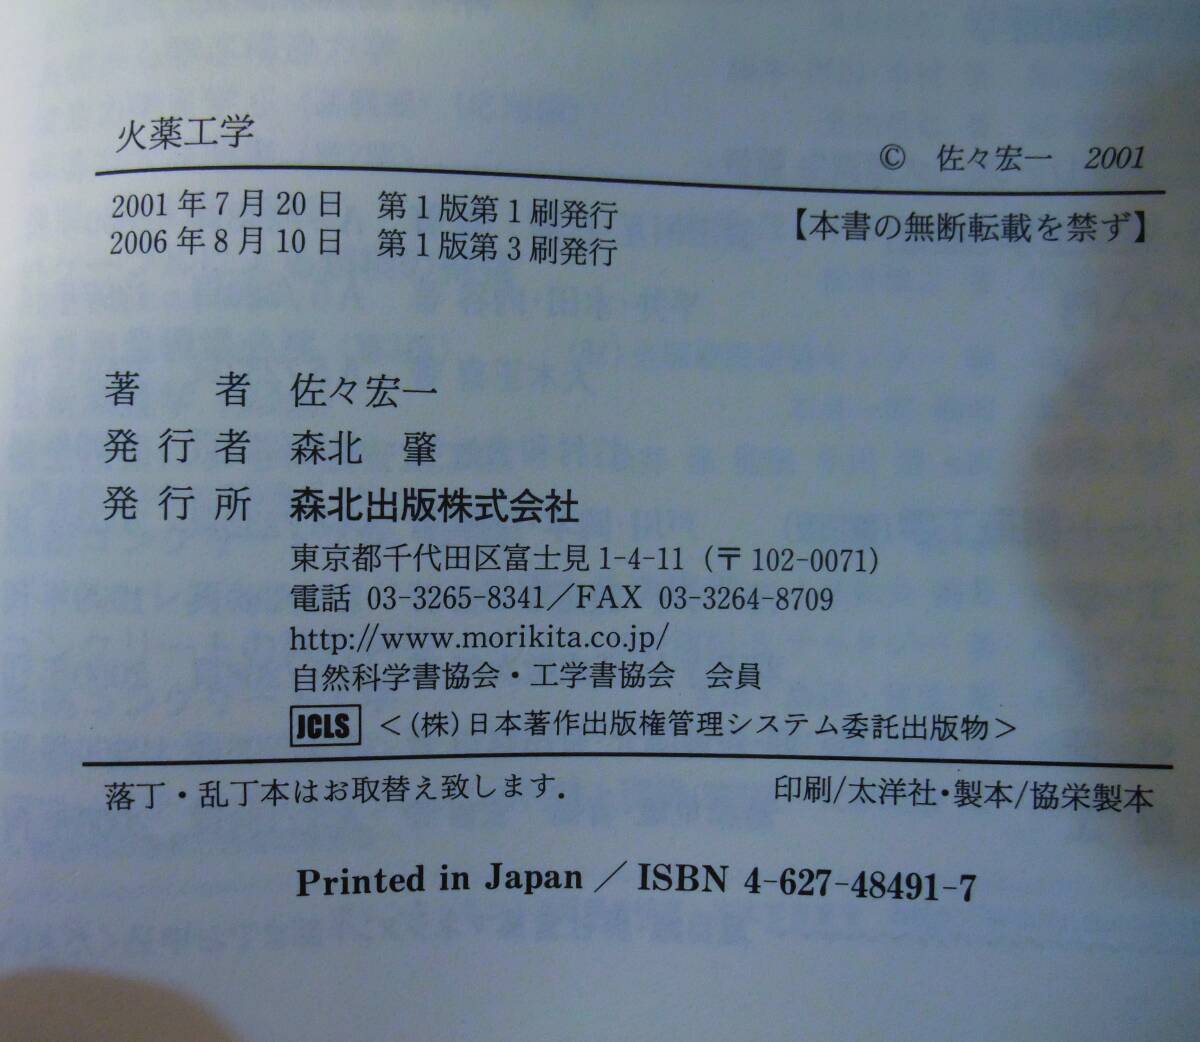 火薬工学
© 佐々宏一 2001
2001年7月20日 第1版第1刷発行
2006年8月10日 第1版第3刷発行
【本書の無断転載を禁ず】
著者 佐々宏一
発行者 森北 肇
発行所 森北出版株式会社
東京都千代田区富士見1-4-11（〒102-0071）
電話 03-3265-8341／FAX 03-3264-8709
http://www.morikita.co.jp/
自然科学書協会・工学書協会 会員
JCLS ＜(株)日本著作出版権管理システム委託出版物＞
落丁・乱丁本はお取替え致します．
印刷/太洋社・製本/協栄製本
Printed in Japan／ISBN 4-627-48491-7